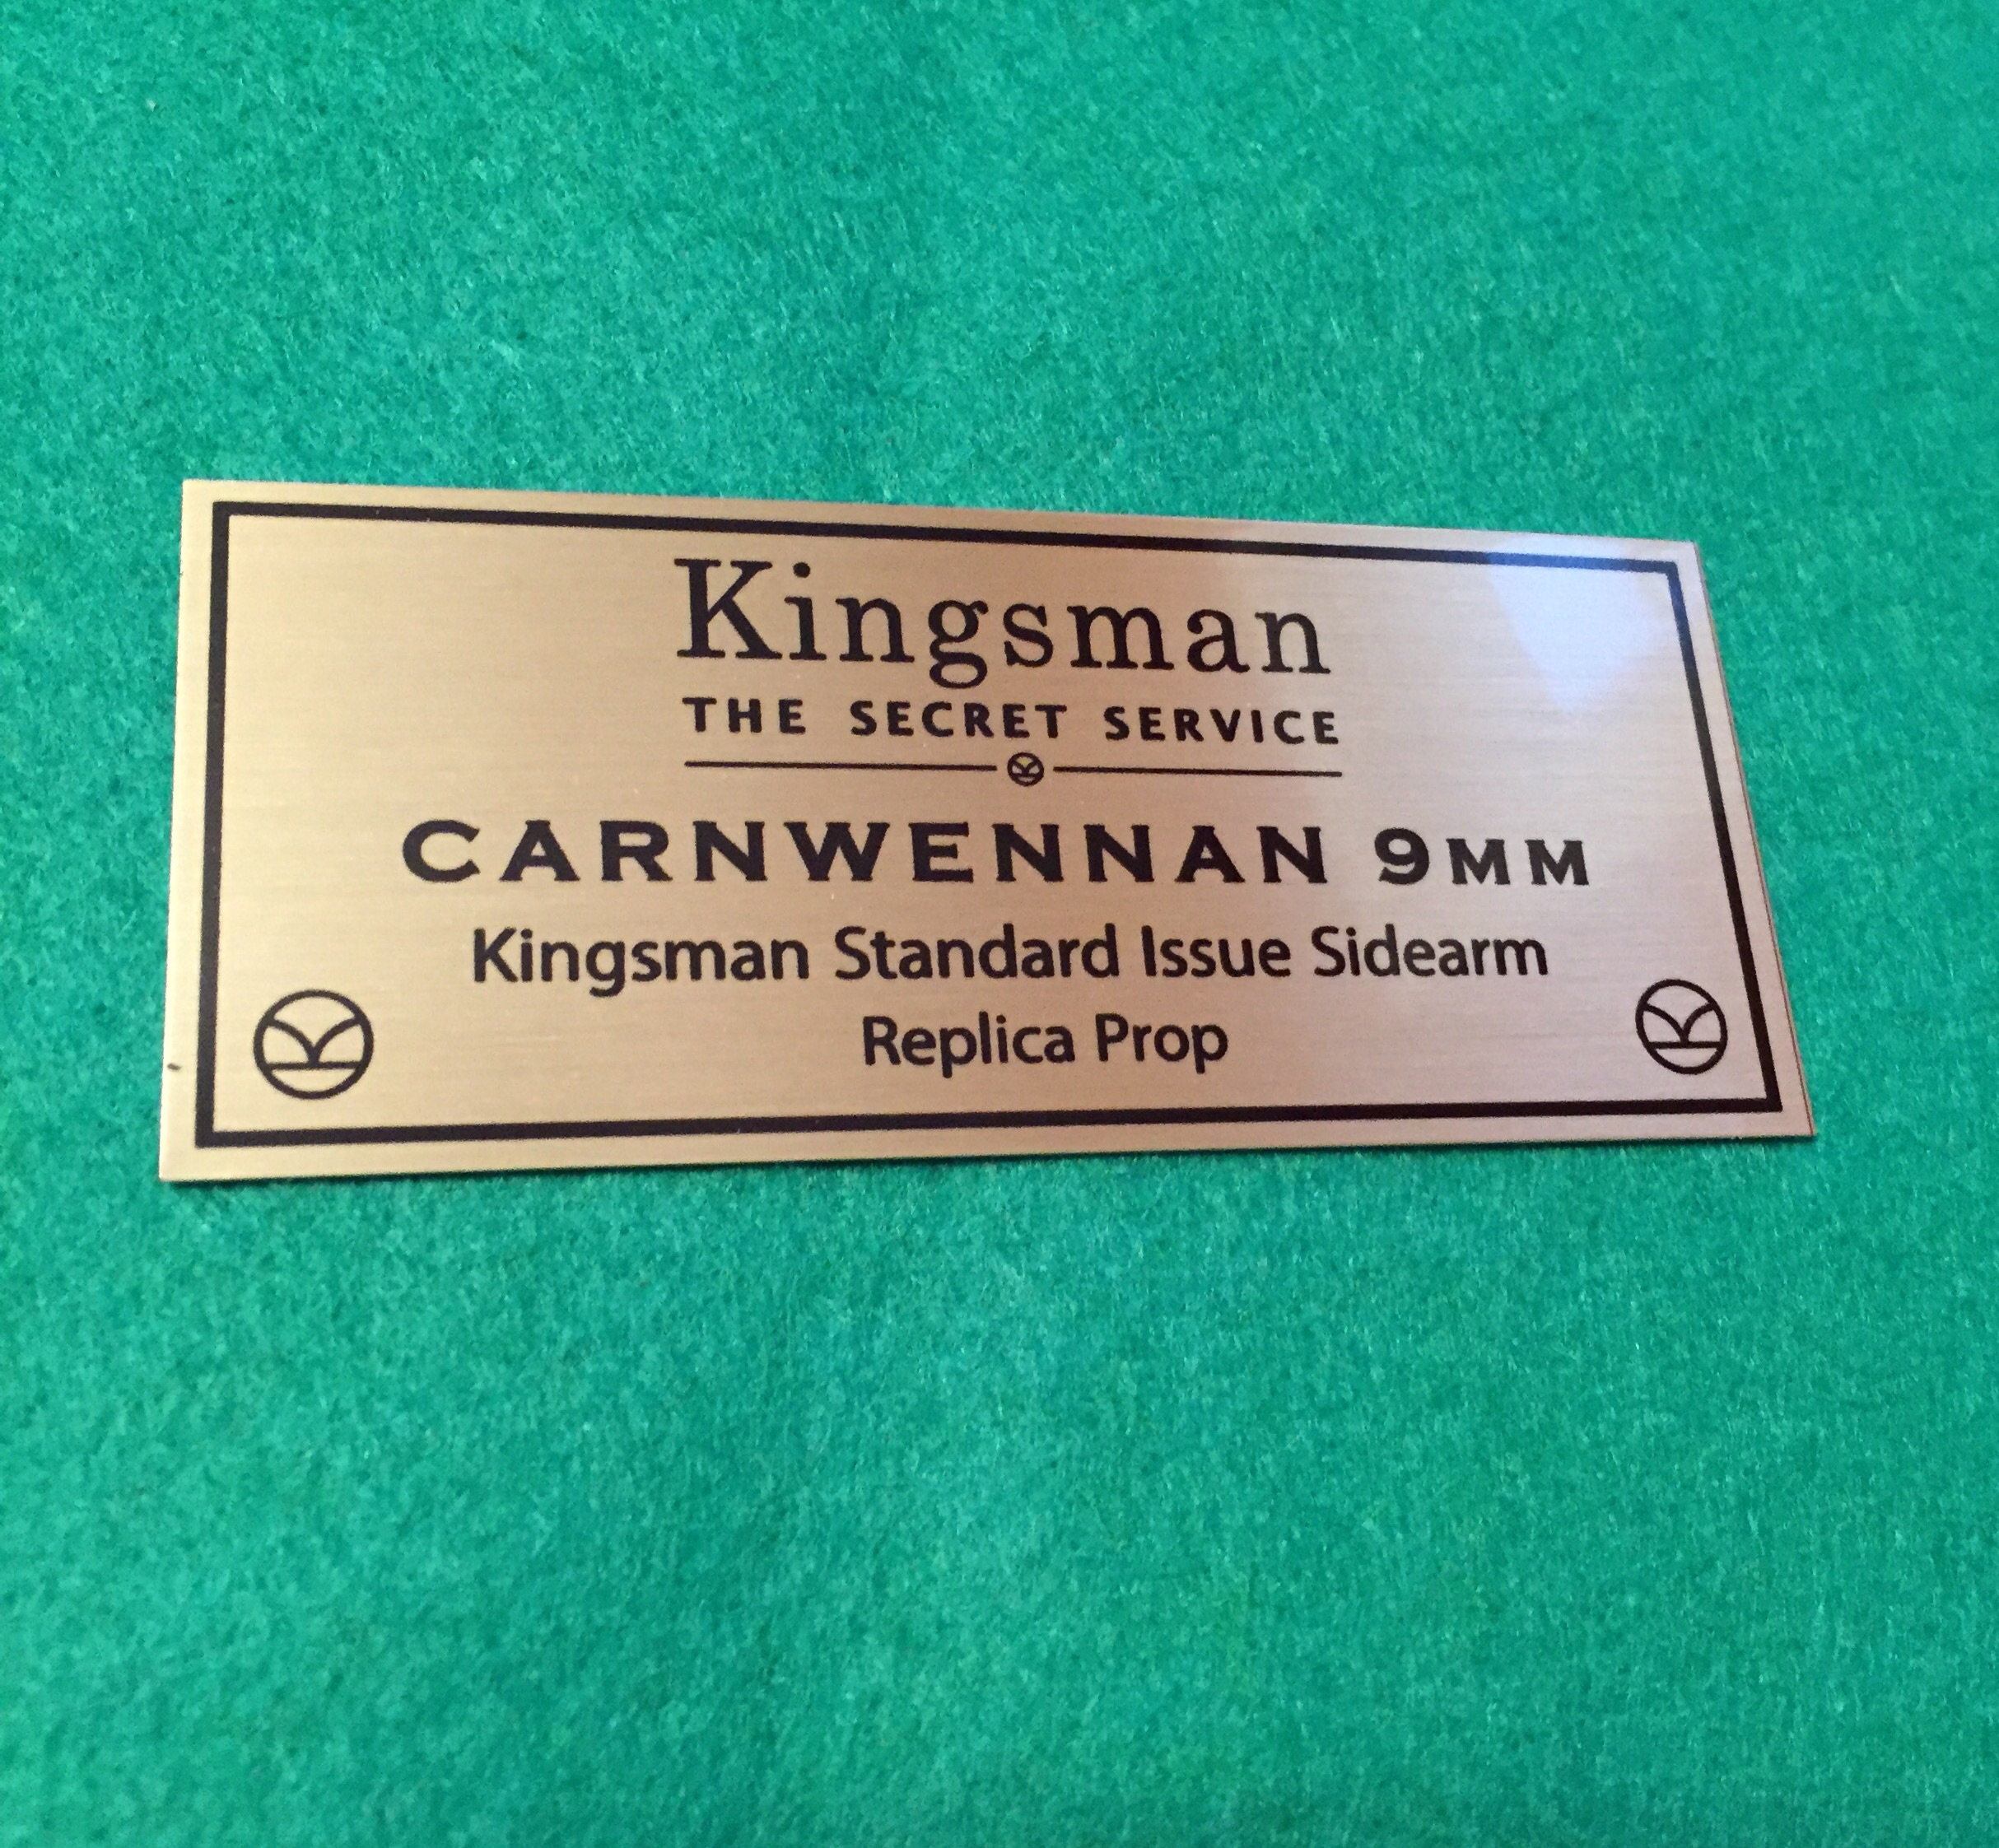 Kingsman
THE SECRET SERVICE
CARNWENNAN 9MM
Kingsman Standard Issue Sidearm
Replica Prop